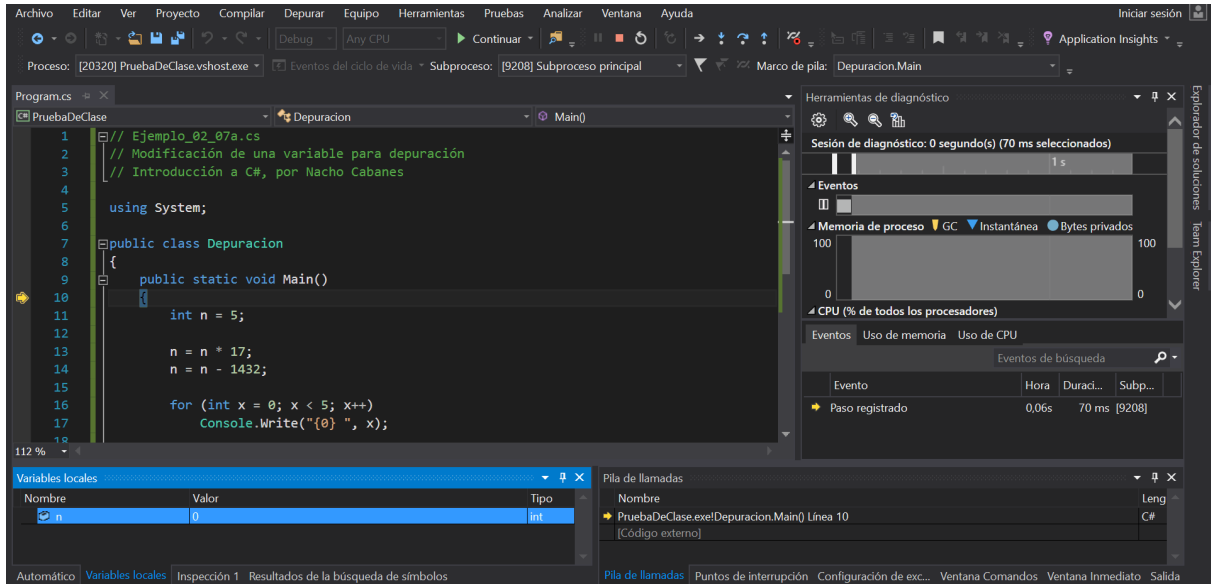 Archivo Editar Ver Proyecto Compilar Depurar Equipo Herramientas Pruebas Analizar Ventana Ayuda Iniciar sesión
Debug Any CPU Continuar Application Insights
Proceso: [20320] PruebaDeClase.vshost.exe Eventos del ciclo de vida Subproceso: [9208] Subproceso principal Marco de pila: Depuracion.Main
Program.cs
PruebaDeClase Depuracion Main()
1 // Ejemplo_02_07a.cs
2 // Modificación de una variable para depuración
3 // Introducción a C#, por Nacho Cabanes
4
5 using System;
6
7 public class Depuracion
8 {
9 public static void Main()
10 {
11 int n = 5;
12
13 n = n * 17;
14 n = n - 1432;
15
16 for (int x = 0; x < 5; x++)
17 Console.Write("{0} ", x);
18
112 %
Herramientas de diagnóstico
Sesión de diagnóstico: 0 segundo(s) (70 ms seleccionados)
1 s
Eventos
Memoria de proceso GC Instantánea Bytes privados
100 100
0 0
CPU (% de todos los procesadores)
Eventos Uso de memoria Uso de CPU
Eventos de búsqueda
Evento Hora Duraci... Subp...
Paso registrado 0,06s 70 ms [9208]
Explorador de soluciones
Team Explorer
Variables locales
Nombre Valor Tipo
n 0 int
Automático Variables locales Inspección 1 Resultados de la búsqueda de símbolos
Pila de llamadas
Nombre Leng
PruebaDeClase.exe!Depuracion.Main() Línea 10 C#
[Código externo]
Pila de llamadas Puntos de interrupción Configuración de exc... Ventana Comandos Ventana Inmediato Salida